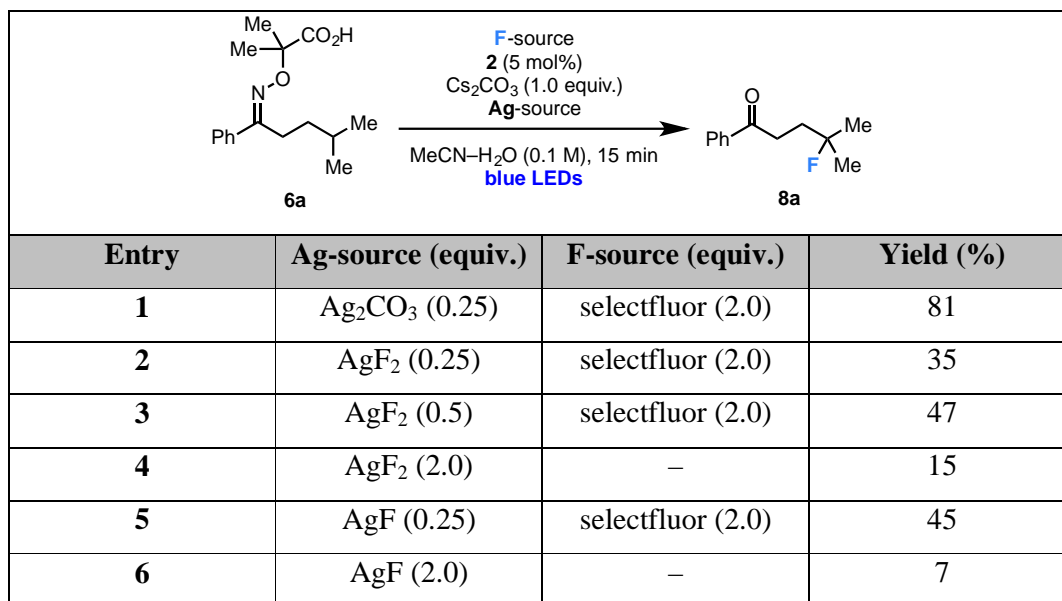 Me CO₂H
Me
O
N
Ph Me
Me
6a
F-source
2 (5 mol%)
Cs₂CO₃ (1.0 equiv.)
Ag-source
MeCN–H₂O (0.1 M), 15 min
blue LEDs
O
Ph Me
F Me
8a
Entry Ag-source (equiv.) F-source (equiv.) Yield (%)
1 Ag₂CO₃ (0.25) selectfluor (2.0) 81
2 AgF₂ (0.25) selectfluor (2.0) 35
3 AgF₂ (0.5) selectfluor (2.0) 47
4 AgF₂ (2.0) – 15
5 AgF (0.25) selectfluor (2.0) 45
6 AgF (2.0) – 7